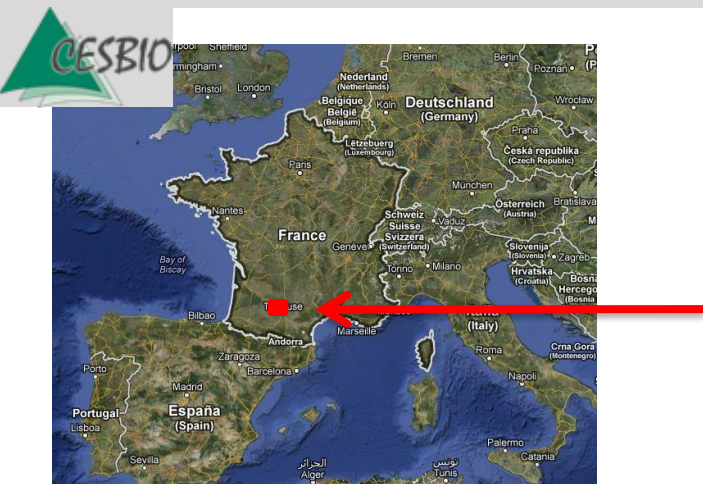 CESBIO
Sheffield
Bremen
Berlin
Poznań
Nederland
(Netherlands)
Bristol
London
België
Belgique
(Belgium)
Köln
Deutschland
(Germany)
Wrocław
Praha
Lëtzebuerg
(Luxembourg)
Česká republika
(Czech Republic)
Paris
München
Österreich
(Austria)
Bratislava
Nantes
Schweiz
Suisse
Svizzera
(Switzerland)
Vaduz
France
Genève
Slovenija
(Slovenia)
Zagreb
Bay of
Biscay
Torino
Milano
Hrvatska
(Croatia)
(Bosnia
(Italy)
Bilbao
Marseille
Andorra
Crna Gora
(Montenegro)
Zaragoza
Barcelona
Roma
Porto
Madrid
Napoli
Portugal
España
(Spain)
Lisboa
Palermo
Catania
Sevilla
الجزائر
Alger
تونس
Tunis